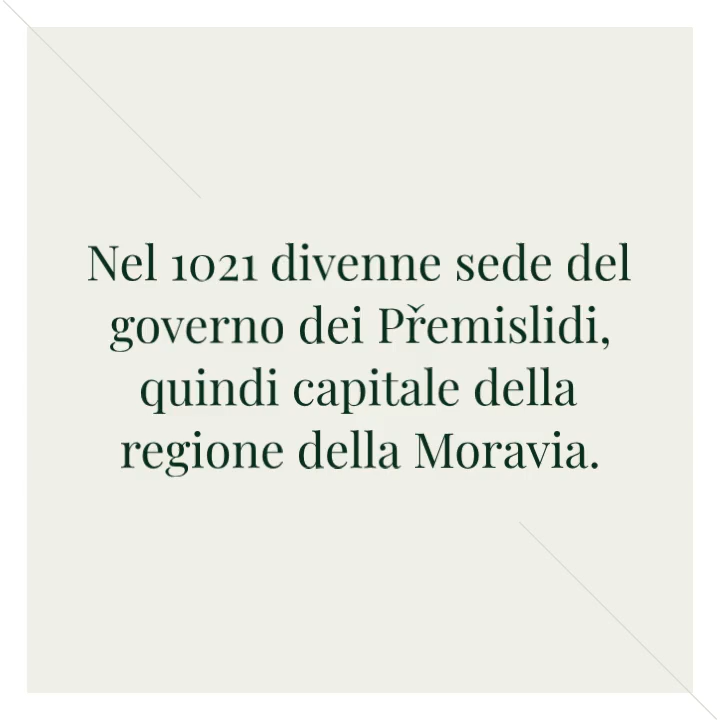 Nel 1021 divenne sede del
governo dei Přemislidi,
quindi capitale della
regione della Moravia.